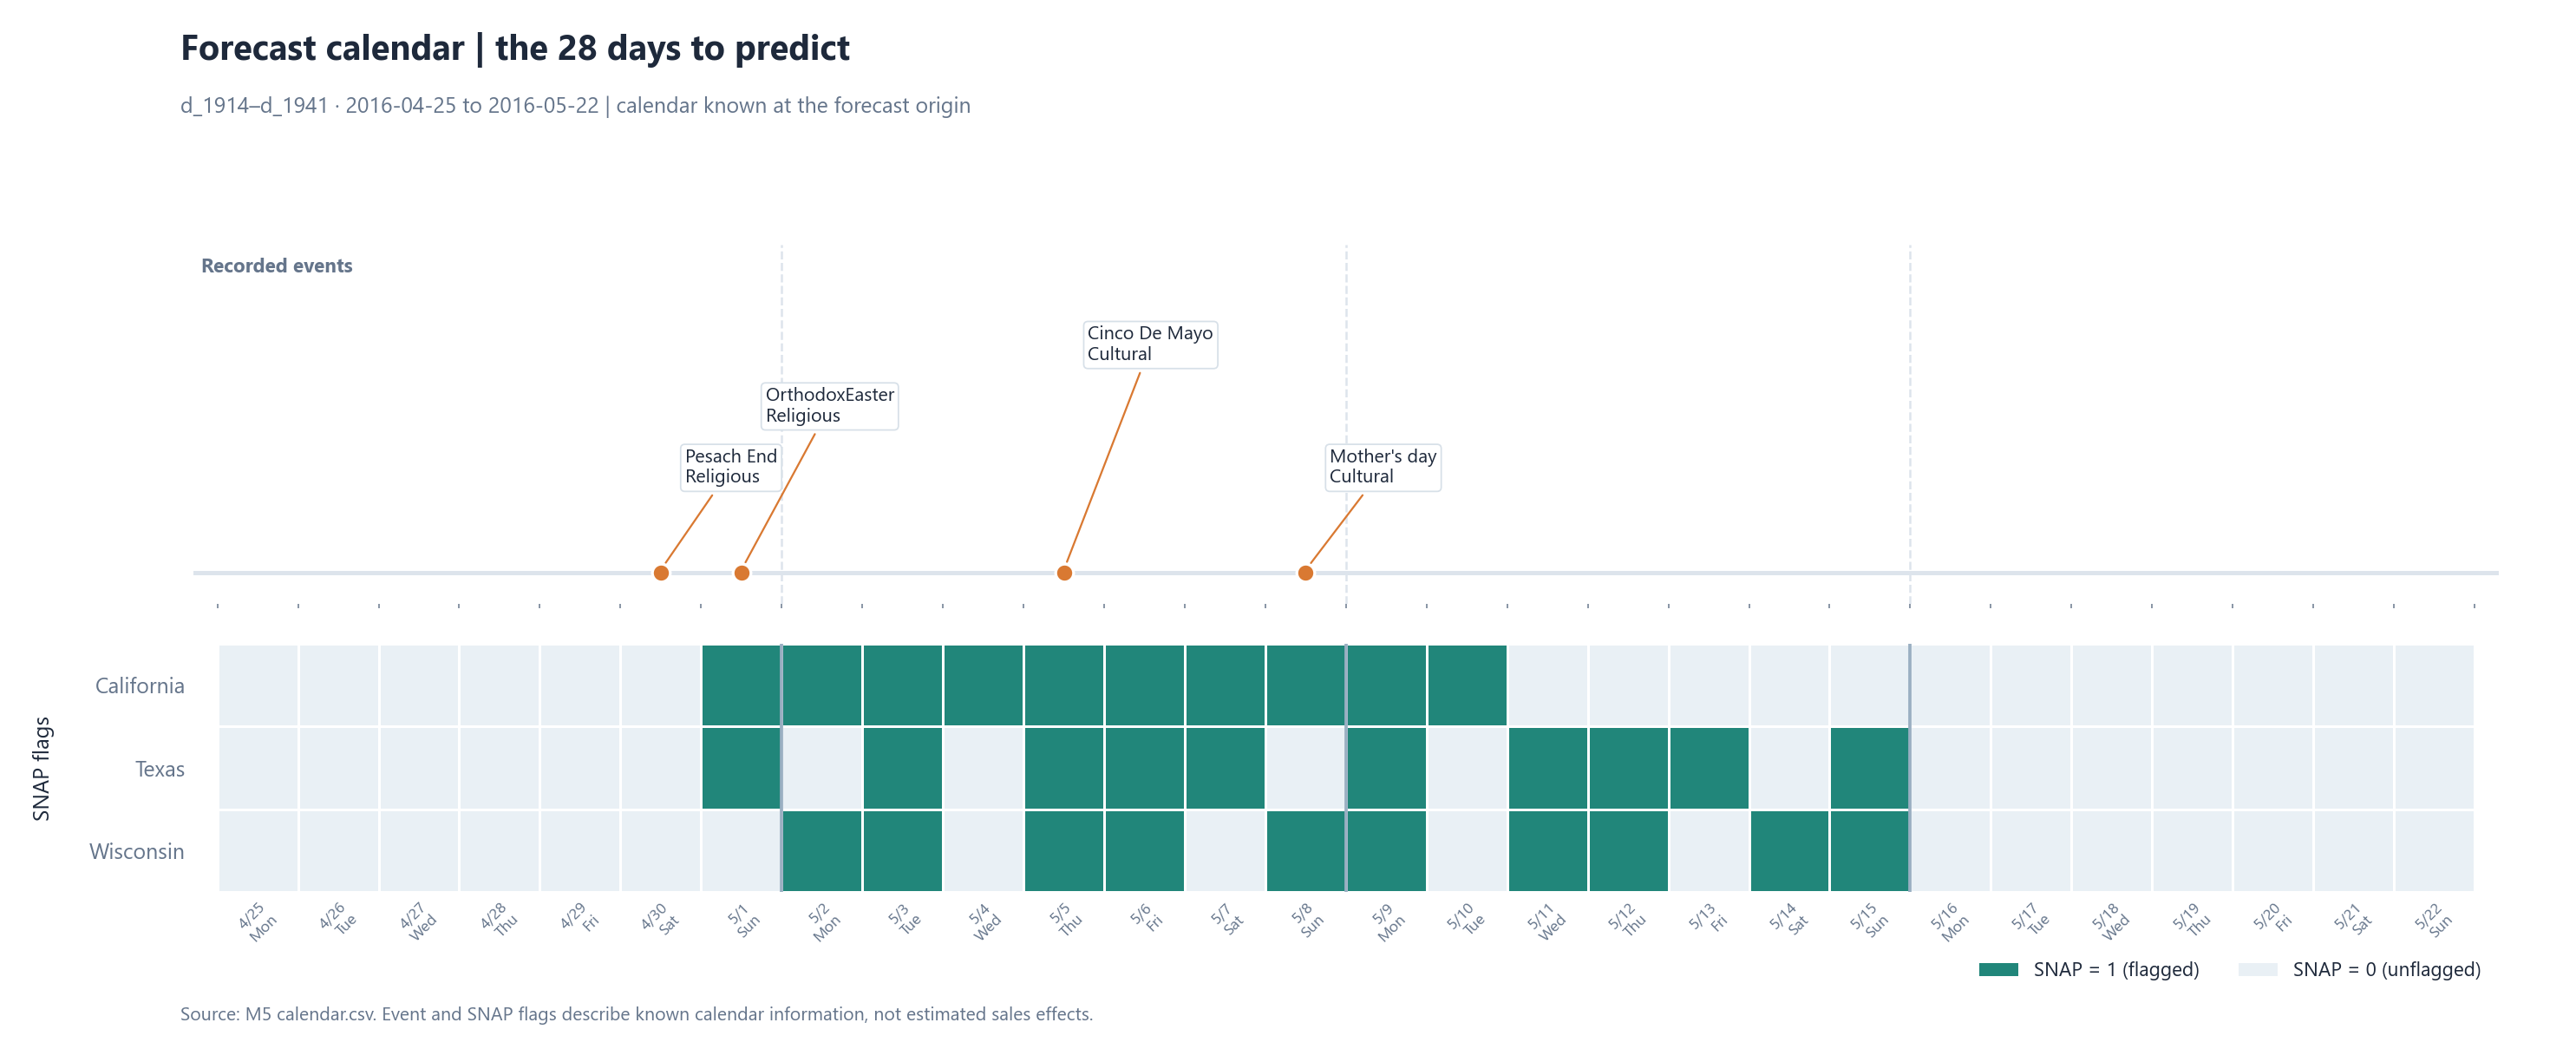 Forecast calendar | the 28 days to predict
d_1914–d_1941 · 2016-04-25 to 2016-05-22 | calendar known at the forecast origin
Recorded events
Cinco De Mayo
Cultural
OrthodoxEaster
Religious
Pesach End
Religious
Mother's day
Cultural
SNAP flags
California
Texas
Wisconsin
4/25
Mon
4/26
Tue
4/27
Wed
4/28
Thu
4/29
Fri
4/30
Sat
5/1
Sun
5/2
Mon
5/3
Tue
5/4
Wed
5/5
Thu
5/6
Fri
5/7
Sat
5/8
Sun
5/9
Mon
5/10
Tue
5/11
Wed
5/12
Thu
5/13
Fri
5/14
Sat
5/15
Sun
5/16
Mon
5/17
Tue
5/18
Wed
5/19
Thu
5/20
Fri
5/21
Sat
5/22
Sun
SNAP = 1 (flagged)
SNAP = 0 (unflagged)
Source: M5 calendar.csv. Event and SNAP flags describe known calendar information, not estimated sales effects.